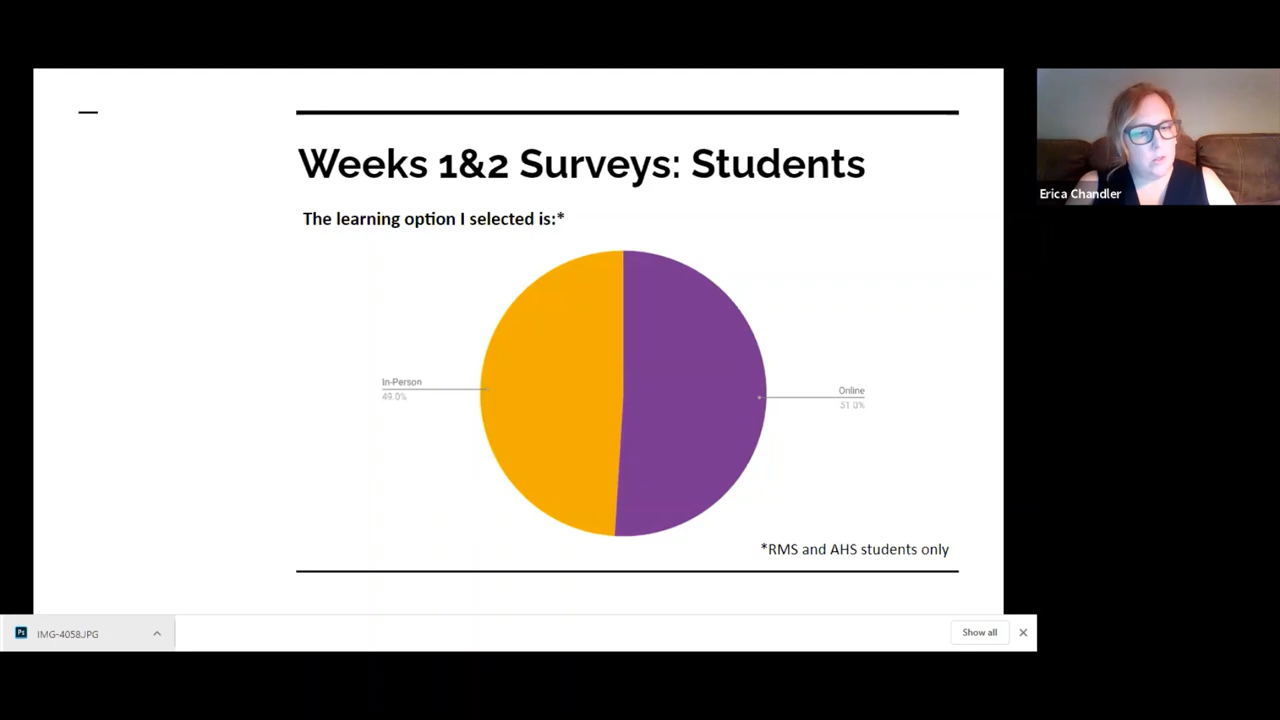 Weeks 1&2 Surveys: Students
The learning option I selected is:*
In-Person
49.0%
Online
51.0%
*RMS and AHS students only
Erica Chandler
Ps
IMG-4058.JPG
Show all